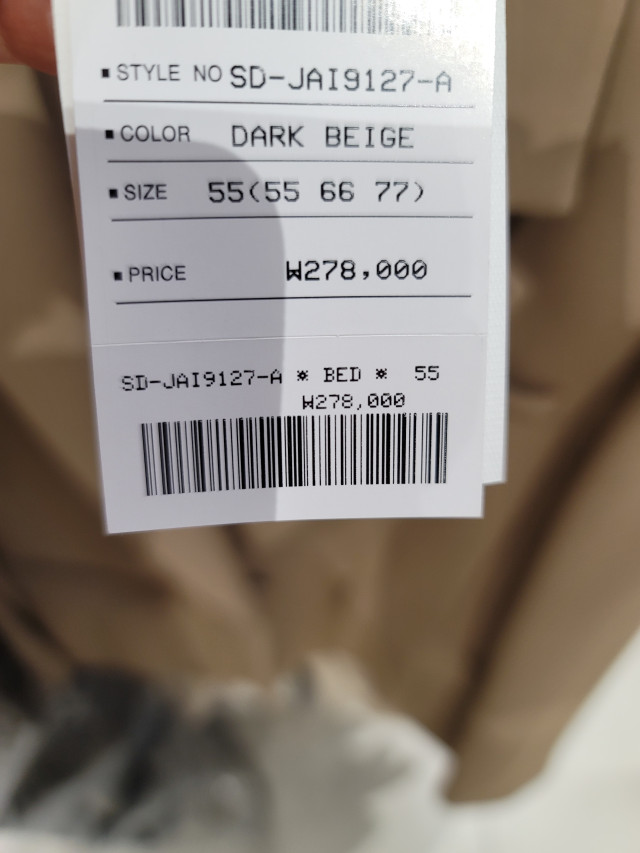 ▪ STYLE NO SD-JAI9127-A
▪ COLOR DARK BEIGE
▪ SIZE 55(55 66 77)
▪ PRICE ₩278,000
SD-JAI9127-A * BED * 55
₩278,000